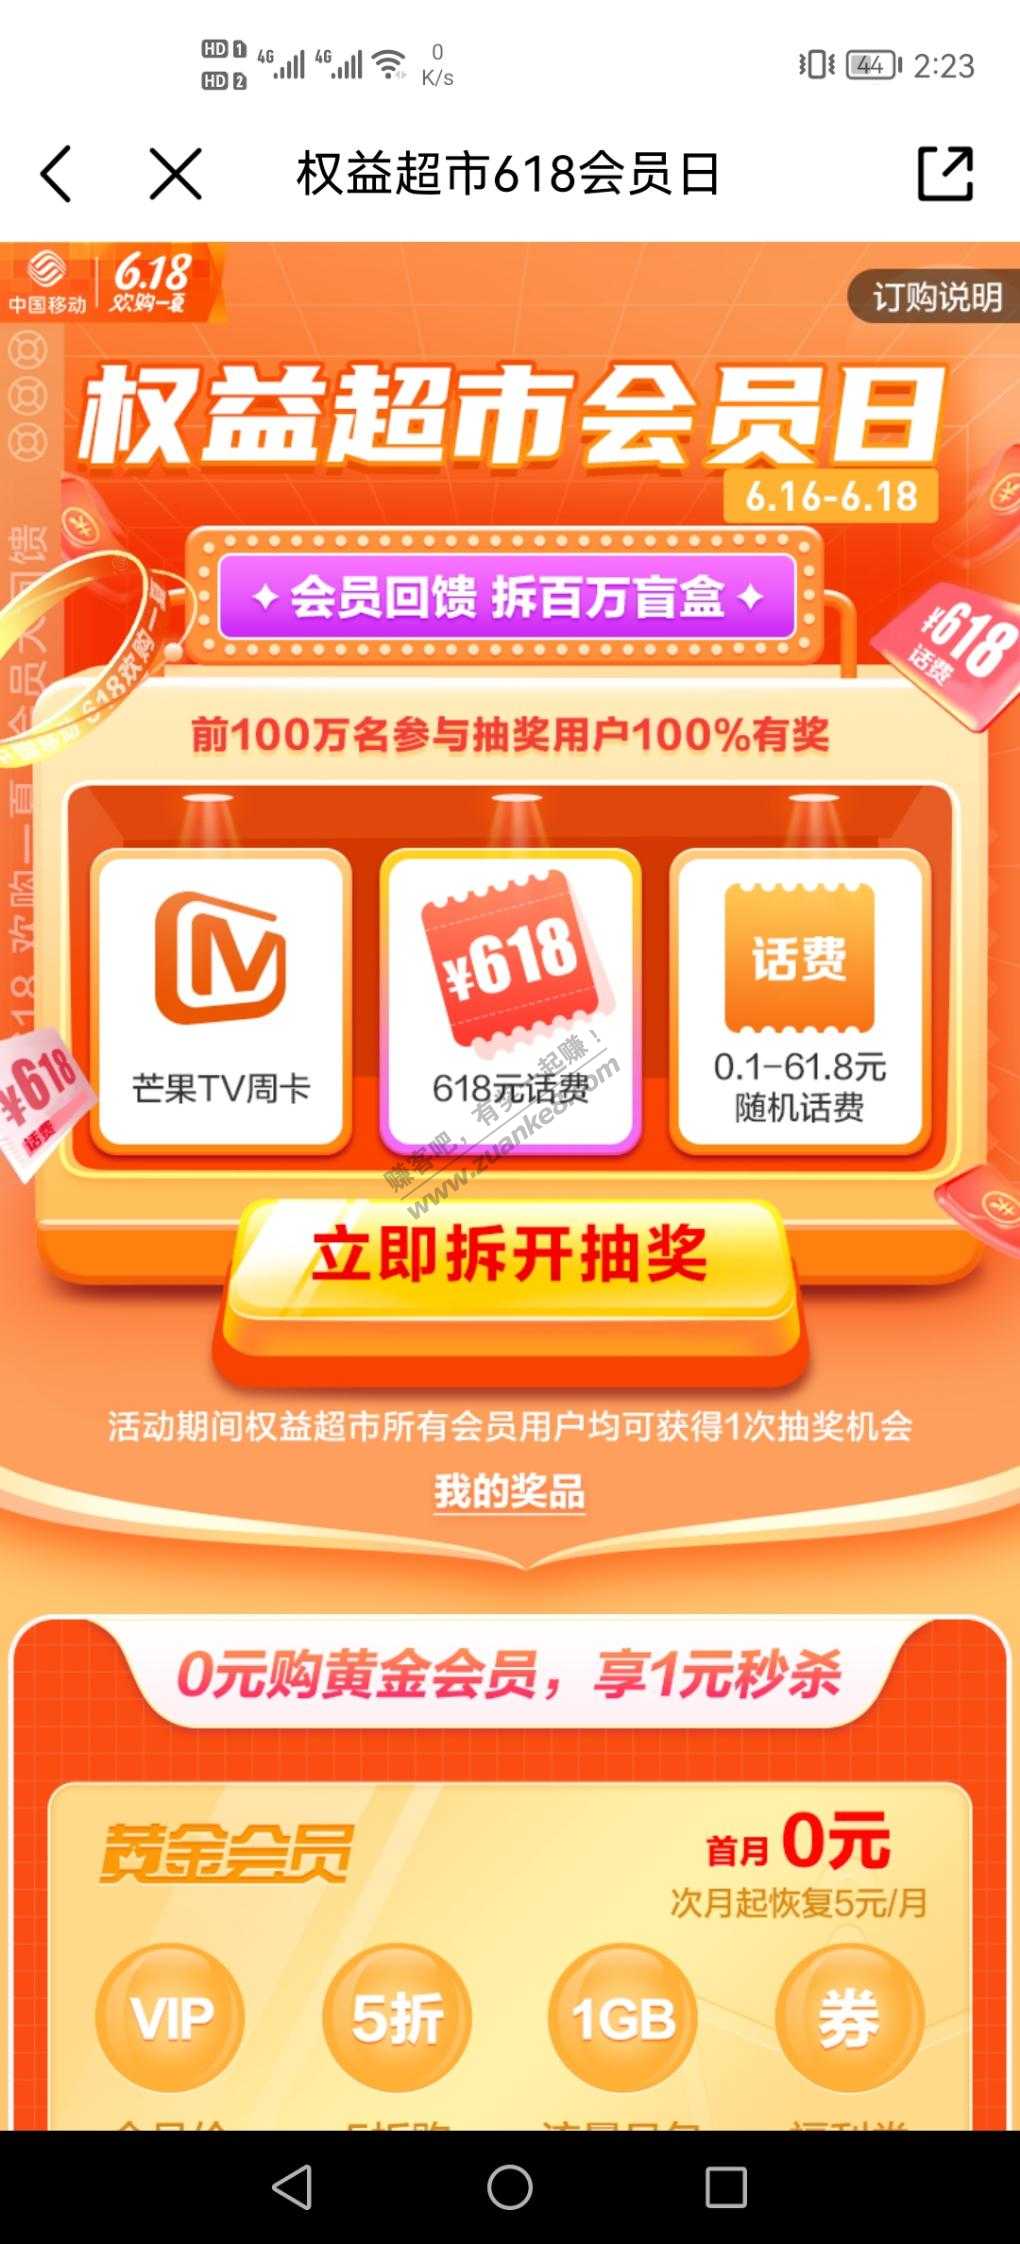 HD 1 4G 4G 0 44 2:23
HD 2 K/s
权益超市618会员日
中国移动 6.18 欢购一夏
订购说明
权益超市会员日
6.16-6.18
会员回馈 拆百万盲盒
¥618
话费
前100万名参与抽奖用户100%有奖
¥618
话费
芒果TV周卡
618元话费
0.1-61.8元
随机话费
¥618
话费
赚客吧,有奖一起赚!
www.zuanke8.com
立即拆开抽奖
活动期间权益超市所有会员用户均可获得1次抽奖机会
我的奖品
0元购黄金会员,享1元秒杀
黄金会员
首月 0元
次月起恢复5元/月
VIP 5折 1GB 券